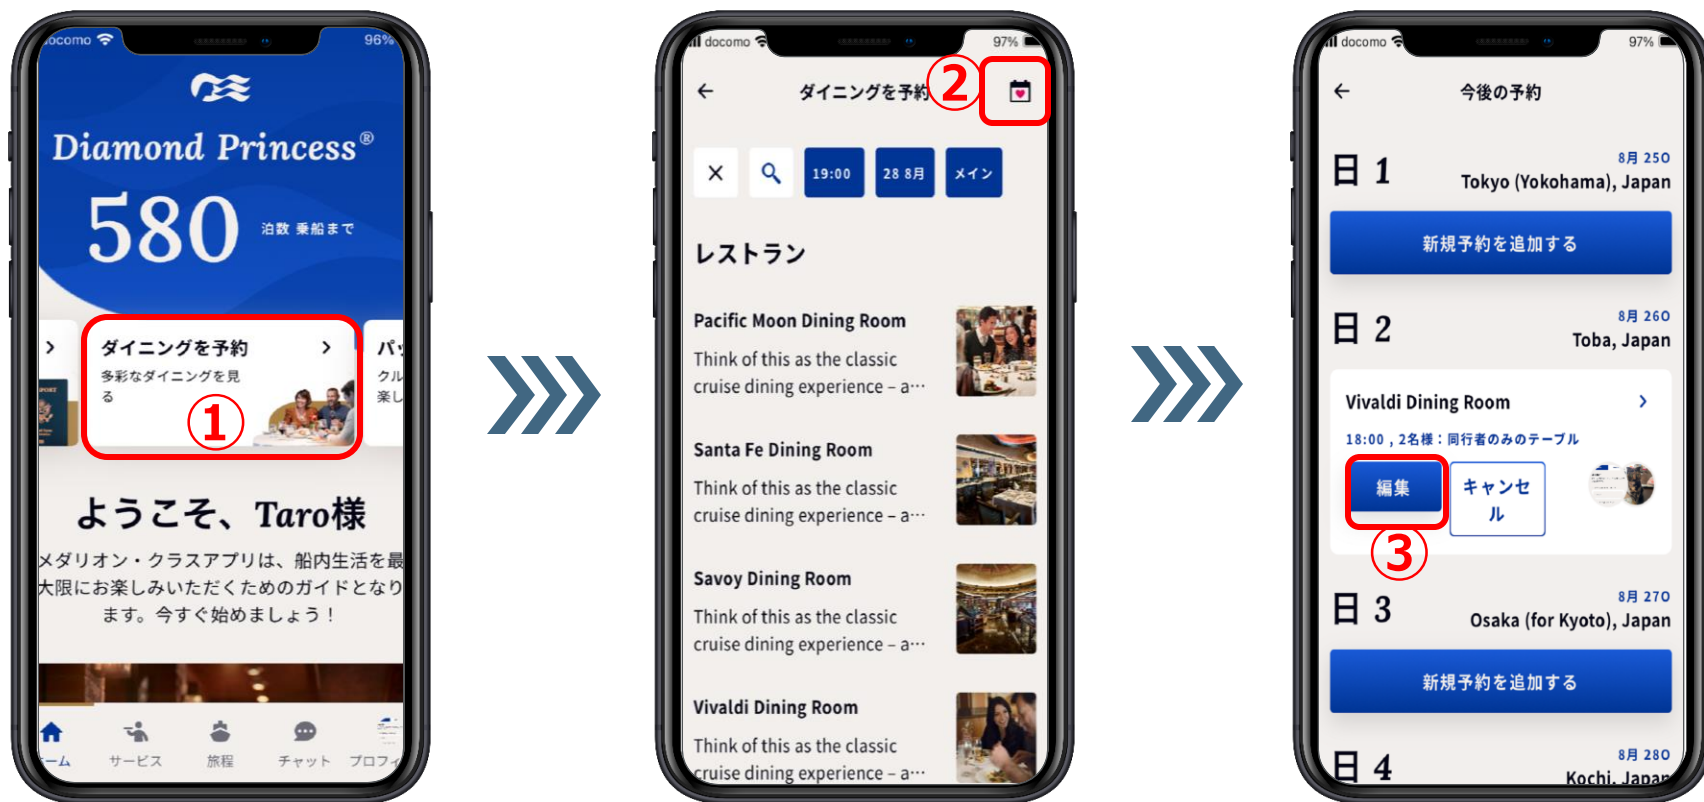 docomo
96%
Diamond Princess®
580
泊数 乗船まで
ダイニングを予約
多彩なダイニングを見
る
①
ようこそ、Taro様
メダリオン・クラスアプリは、船内生活を最
大限にお楽しみいただくためのガイドとなり
ます。今すぐ始めましょう！
サービス
旅程
チャット
docomo
97%
ダイニングを予約
②
19:00
28 8月
メイン
レストラン
Pacific Moon Dining Room
Think of this as the classic
cruise dining experience – a…
Santa Fe Dining Room
Think of this as the classic
cruise dining experience – a…
Savoy Dining Room
Think of this as the classic
cruise dining experience – a…
Vivaldi Dining Room
Think of this as the classic
cruise dining experience – a…
docomo
97%
今後の予約
日 1
8月 25O
Tokyo (Yokohama), Japan
新規予約を追加する
日 2
8月 26O
Toba, Japan
Vivaldi Dining Room
18:00 , 2名様：同行者のみのテーブル
編集
キャンセ
ル
③
日 3
8月 27O
Osaka (for Kyoto), Japan
新規予約を追加する
日 4
8月 28O
Kochi, Japan